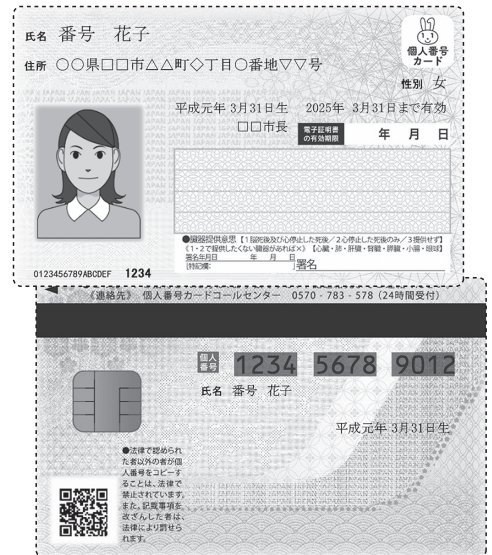 氏名 番号 花子
個人番号
カード
住所 ○○県□□市△△町◇丁目○番地▽▽号
性別 女
平成元年 3月31日生 2025年 3月31日まで有効
□□市長
電子証明書
の有効期限
年 月 日
●臓器提供意思【1脳死後及び心停止した死後/2心停止した死後のみ/3提供せず】
《1・2で提供したくない臓器があれば×》【心臓・肺・肝臓・腎臓・膵臓・小腸・眼球】
署名年月日 年 月 日
[特記欄: ]署名
0123456789ABCDEF 1234
《連絡先》 個人番号カードコールセンター 0570-783-578(24時間受付)
個人
番号
1234 5678 9012
氏名 番号 花子
平成元年 3月31日生
●法律で認められ
た者以外の者が個
人番号をコピーす
ることは、法律で
禁止されています。
また、記載事項を
改ざんした者は、
法律により罰せら
れます。